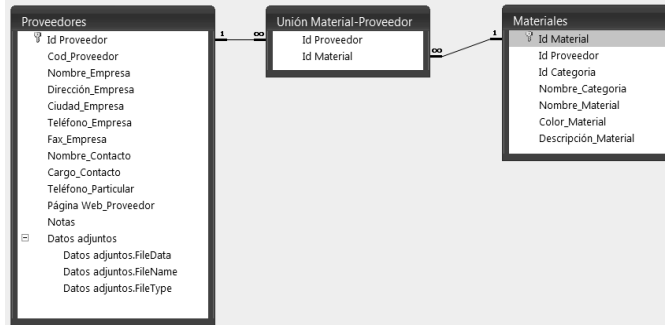 Proveedores
Id Proveedor
Cod_Proveedor
Nombre_Empresa
Dirección_Empresa
Ciudad_Empresa
Teléfono_Empresa
Fax_Empresa
Nombre_Contacto
Cargo_Contacto
Teléfono_Particular
Página Web_Proveedor
Notas
Datos adjuntos
Datos adjuntos.FileData
Datos adjuntos.FileName
Datos adjuntos.FileType
1
∞
Unión Material-Proveedor
Id Proveedor
Id Material
∞
1
Materiales
Id Material
Id Proveedor
Id Categoria
Nombre_Categoria
Nombre_Material
Color_Material
Descripción_Material